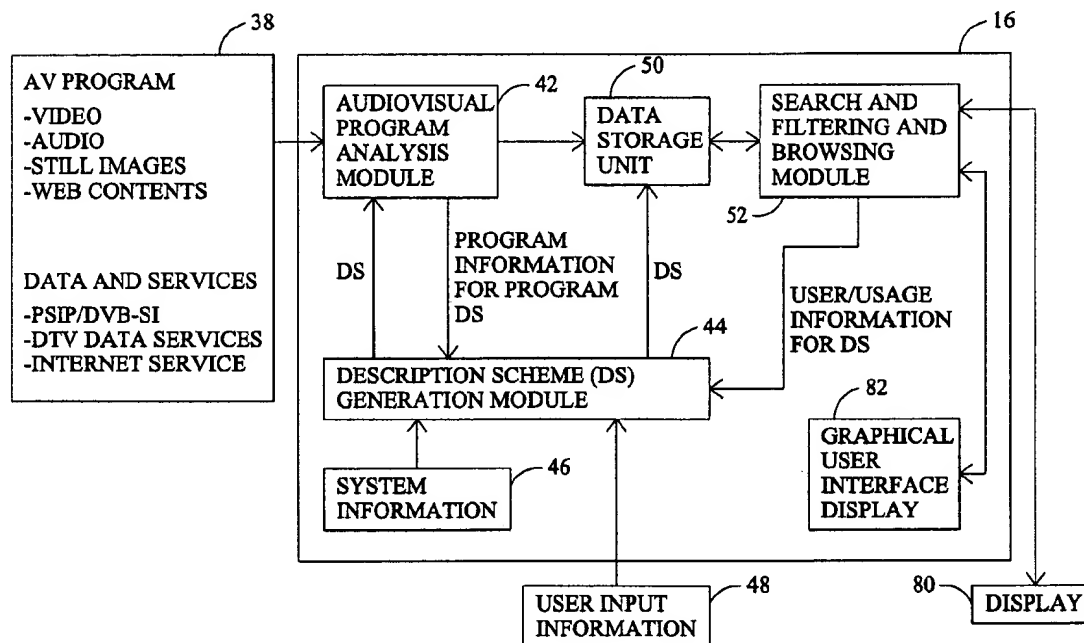 38
16
AV PROGRAM
-VIDEO
-AUDIO
-STILL IMAGES
-WEB CONTENTS
DATA AND SERVICES
-PSIP/DVB-SI
-DTV DATA SERVICES
-INTERNET SERVICE
42
AUDIOVISUAL
PROGRAM
ANALYSIS
MODULE
50
DATA
STORAGE
UNIT
SEARCH AND
FILTERING AND
BROWSING
MODULE
52
DS
PROGRAM
INFORMATION
FOR PROGRAM
DS
DS
USER/USAGE
INFORMATION
FOR DS
44
DESCRIPTION SCHEME (DS)
GENERATION MODULE
82
GRAPHICAL
USER
INTERFACE
DISPLAY
46
SYSTEM
INFORMATION
48
USER INPUT
INFORMATION
80
DISPLAY